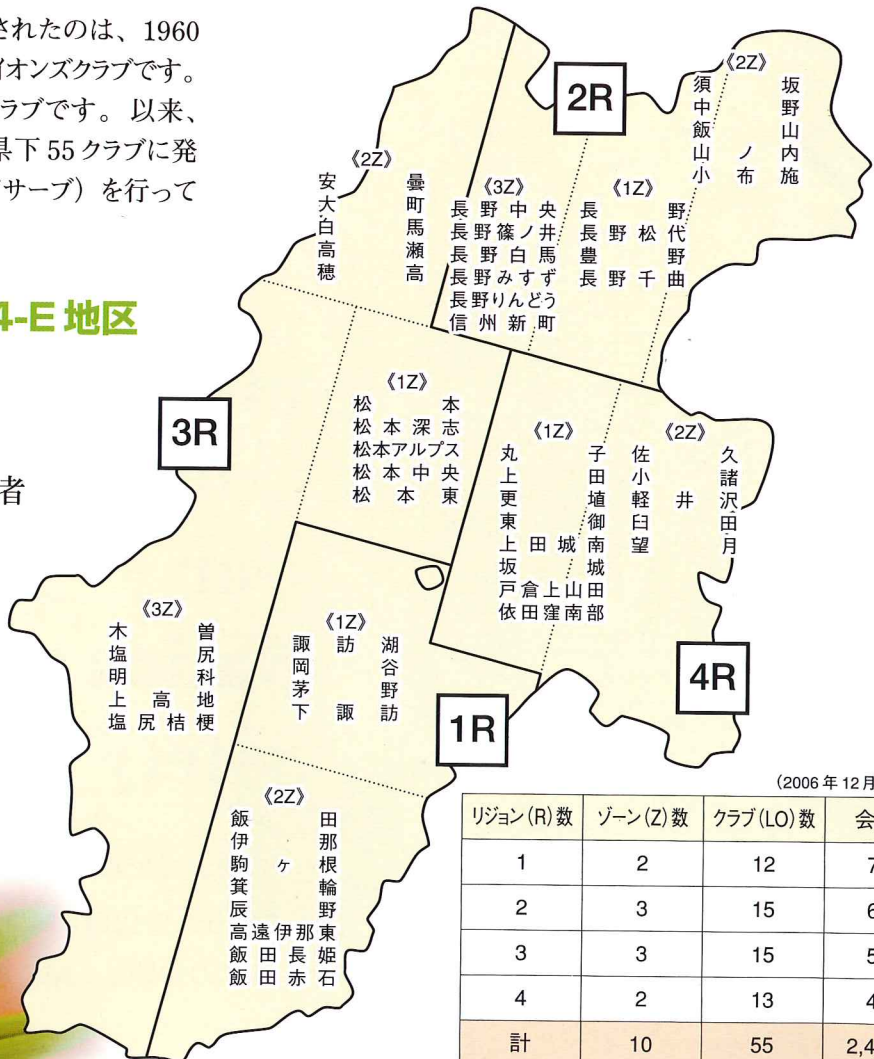 されたのは、1960
イオンズクラブです。
ラブです。以来、
県下 55 クラブに発
サーブ）を行って
4-E 地区
者
2R
《2Z》
須坂
中野
飯山
山ノ内
小布施
《1Z》
長野
長野松代
豊野
長野千曲
《3Z》
長野中央
長野篠ノ井
長野白馬
長野みすず
長野りんどう
信州新町
3R
《2Z》
安曇
大町
白馬
高瀬
穂高
《1Z》
松本
松本深志
松本アルプス
松本中央
松本東
《3Z》
木曽
塩尻
明科
上高地
塩尻桔梗
4R
《1Z》
丸子
上田
更埴
東御
上田城南
坂城
戸倉上山田
依田窪南部
《2Z》
佐久
小諸
軽井沢
臼田
望月
1R
《1Z》
諏訪湖
岡谷
茅野
下諏訪
《2Z》
飯田
伊那
駒ヶ根
箕輪
辰野
高遠伊那東
飯田長姫
飯田赤石
(2006 年 12 月
リジョン(R)数 ゾーン(Z)数 クラブ(LO)数 会
1 2 12 7
2 3 15 6
3 3 15 5
4 2 13 4
計 10 55 2,4